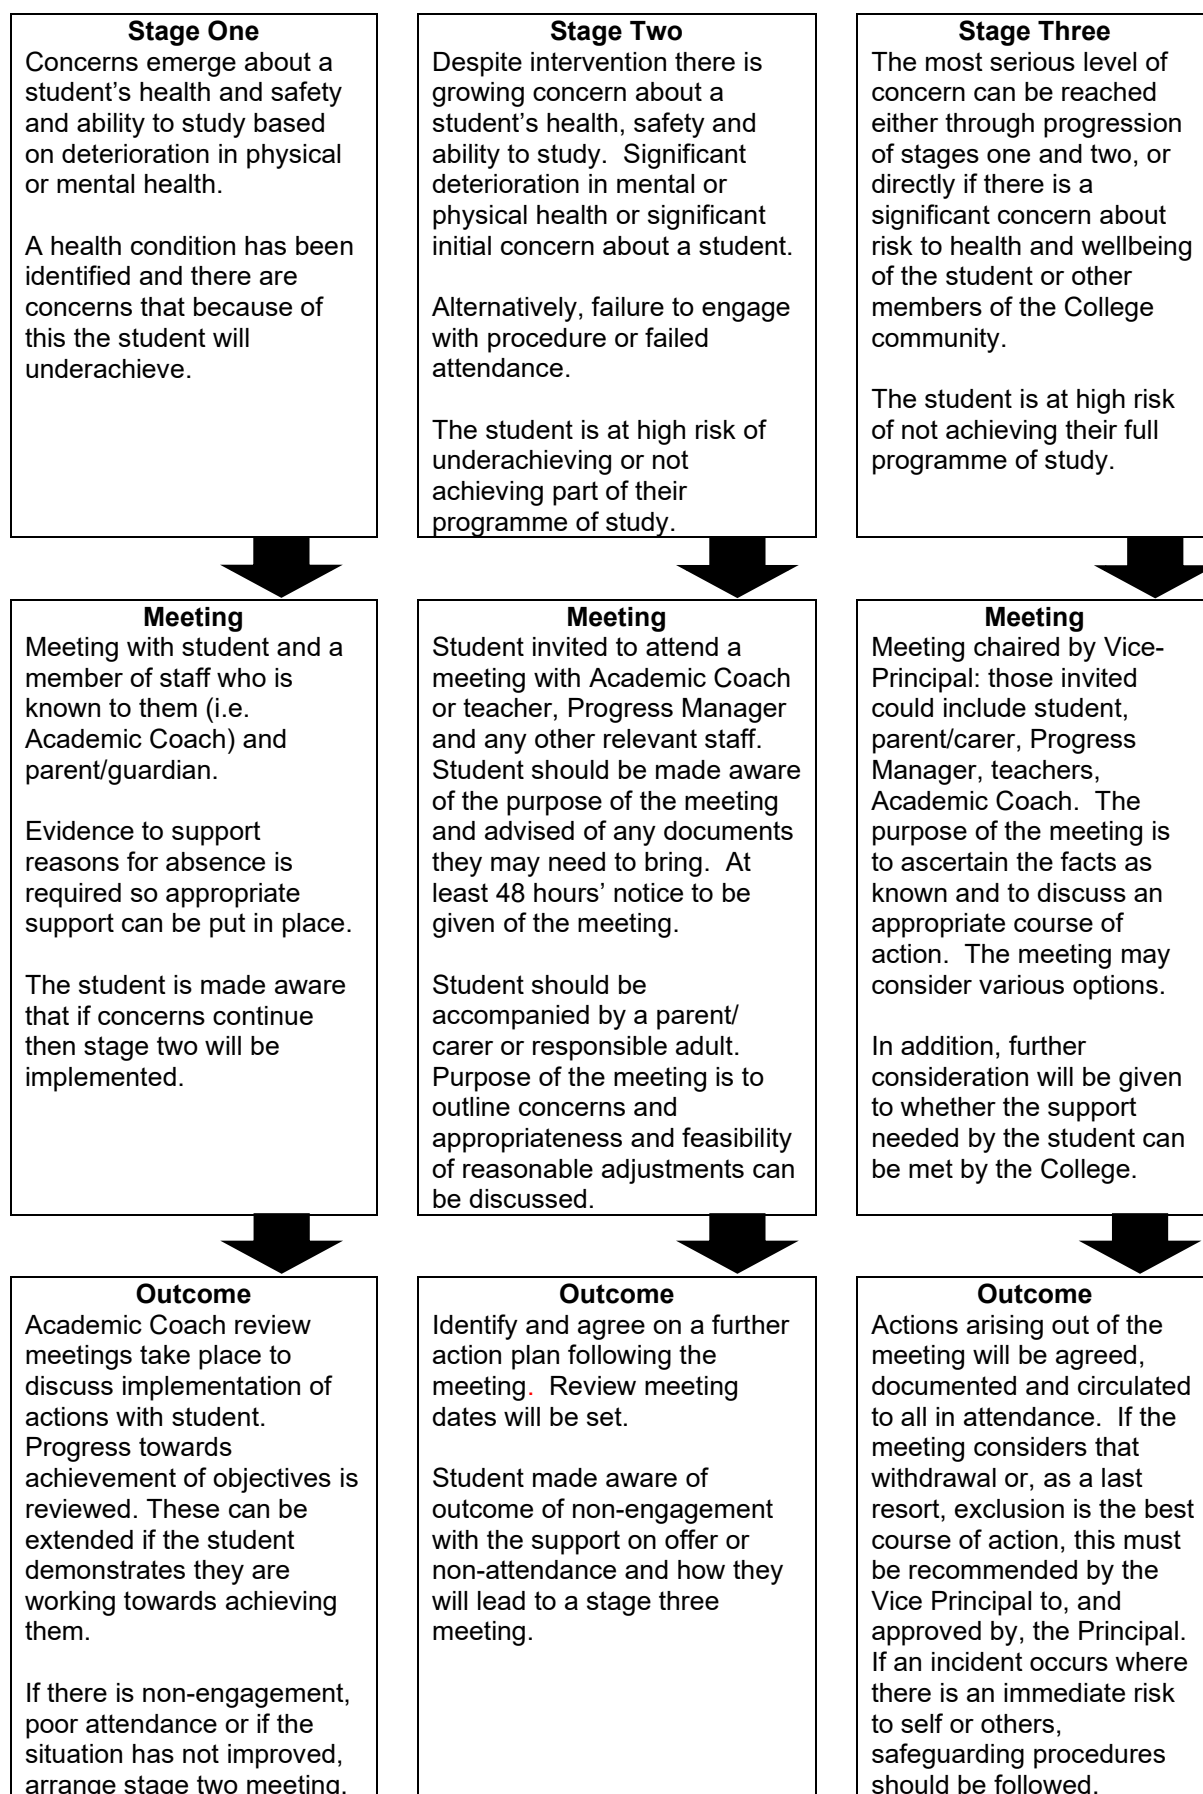 Stage One
Concerns emerge about a
student’s health and safety
and ability to study based
on deterioration in physical
or mental health.
A health condition has been
identified and there are
concerns that because of
this the student will
underachieve.
Stage Two
Despite intervention there is
growing concern about a
student’s health, safety and
ability to study.  Significant
deterioration in mental or
physical health or significant
initial concern about a student.
Alternatively, failure to engage
with procedure or failed
attendance.
The student is at high risk of
underachieving or not
achieving part of their
programme of study.
Stage Three
The most serious level of
concern can be reached
either through progression
of stages one and two, or
directly if there is a
significant concern about
risk to health and wellbeing
of the student or other
members of the College
community.
The student is at high risk
of not achieving their full
programme of study.
Meeting
Meeting with student and a
member of staff who is
known to them (i.e.
Academic Coach) and
parent/guardian.
Evidence to support
reasons for absence is
required so appropriate
support can be put in place.
The student is made aware
that if concerns continue
then stage two will be
implemented.
Meeting
Student invited to attend a
meeting with Academic Coach
or teacher, Progress Manager
and any other relevant staff.
Student should be made aware
of the purpose of the meeting
and advised of any documents
they may need to bring.  At
least 48 hours’ notice to be
given of the meeting.
Student should be
accompanied by a parent/
carer or responsible adult.
Purpose of the meeting is to
outline concerns and
appropriateness and feasibility
of reasonable adjustments can
be discussed.
Meeting
Meeting chaired by Vice-
Principal: those invited
could include student,
parent/carer, Progress
Manager, teachers,
Academic Coach.  The
purpose of the meeting is
to ascertain the facts as
known and to discuss an
appropriate course of
action.  The meeting may
consider various options.
In addition, further
consideration will be given
to whether the support
needed by the student can
be met by the College.
Outcome
Academic Coach review
meetings take place to
discuss implementation of
actions with student.
Progress towards
achievement of objectives is
reviewed. These can be
extended if the student
demonstrates they are
working towards achieving
them.
If there is non-engagement,
poor attendance or if the
situation has not improved,
arrange stage two meeting.
Outcome
Identify and agree on a further
action plan following the
meeting.  Review meeting
dates will be set.
Student made aware of
outcome of non-engagement
with the support on offer or
non-attendance and how they
will lead to a stage three
meeting.
Outcome
Actions arising out of the
meeting will be agreed,
documented and circulated
to all in attendance.  If the
meeting considers that
withdrawal or, as a last
resort, exclusion is the best
course of action, this must
be recommended by the
Vice Principal to, and
approved by, the Principal.
If an incident occurs where
there is an immediate risk
to self or others,
safeguarding procedures
should be followed.